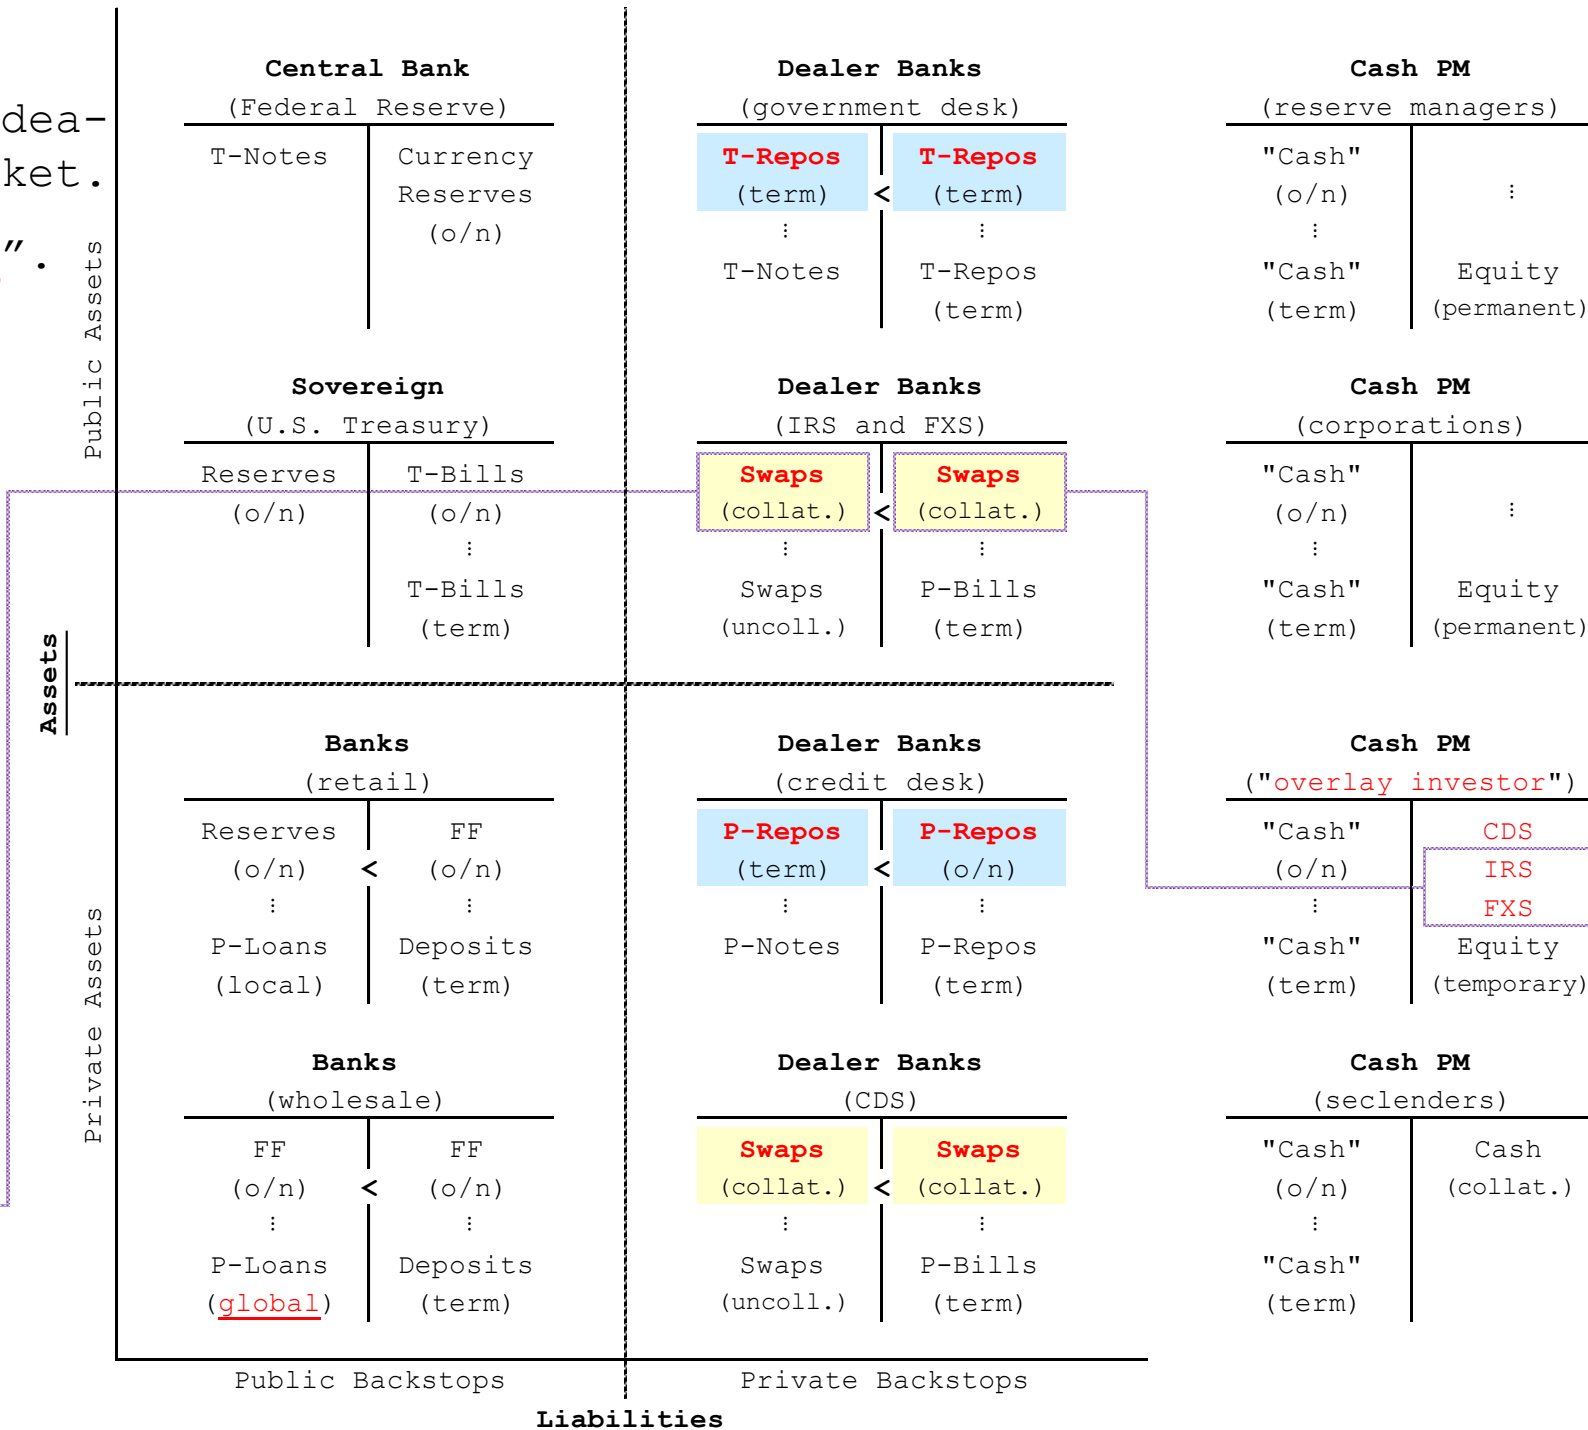 dea-
ket.
".
Public Assets
Assets
Private Assets
Central Bank
(Federal Reserve)
T-Notes
Currency
Reserves
(o/n)
Dealer Banks
(government desk)
T-Repos
(term)
<
T-Repos
(term)
⋮
⋮
T-Notes
T-Repos
(term)
Cash PM
(reserve managers)
"Cash"
(o/n)
⋮
⋮
"Cash"
(term)
Equity
(permanent)
Sovereign
(U.S. Treasury)
Reserves
(o/n)
T-Bills
(o/n)
⋮
T-Bills
(term)
Dealer Banks
(IRS and FXS)
Swaps
(collat.)
<
Swaps
(collat.)
⋮
⋮
Swaps
(uncoll.)
P-Bills
(term)
Cash PM
(corporations)
"Cash"
(o/n)
⋮
⋮
"Cash"
(term)
Equity
(permanent)
Banks
(retail)
Reserves
(o/n)
<
FF
(o/n)
⋮
⋮
P-Loans
(local)
Deposits
(term)
Dealer Banks
(credit desk)
P-Repos
(term)
<
P-Repos
(o/n)
⋮
⋮
P-Notes
P-Repos
(term)
Cash PM
("overlay investor")
"Cash"
(o/n)
⋮
"Cash"
(term)
CDS
IRS
FXS
Equity
(temporary)
Banks
(wholesale)
FF
(o/n)
<
FF
(o/n)
⋮
⋮
P-Loans
(global)
Deposits
(term)
Dealer Banks
(CDS)
Swaps
(collat.)
<
Swaps
(collat.)
⋮
⋮
Swaps
(uncoll.)
P-Bills
(term)
Cash PM
(seclenders)
"Cash"
(o/n)
⋮
"Cash"
(term)
Cash
(collat.)
Public Backstops
Private Backstops
Liabilities